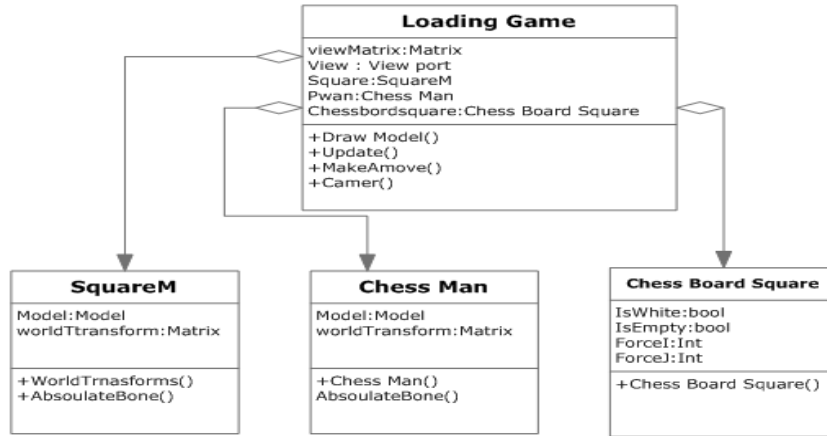 Loading Game
viewMatrix:Matrix
View : View port
Square:SquareM
Pwan:Chess Man
Chessbordsquare:Chess Board Square
+Draw Model()
+Update()
+MakeAmove()
+Camer()
SquareM
Model:Model
worldTtransform:Matrix
+WorldTrnasforms()
+AbsoulateBone()
Chess Man
Model:Model
worldTransform:Matrix
+Chess Man()
AbsoulateBone()
Chess Board Square
IsWhite:bool
IsEmpty:bool
ForceI:Int
ForceJ:Int
+Chess Board Square()